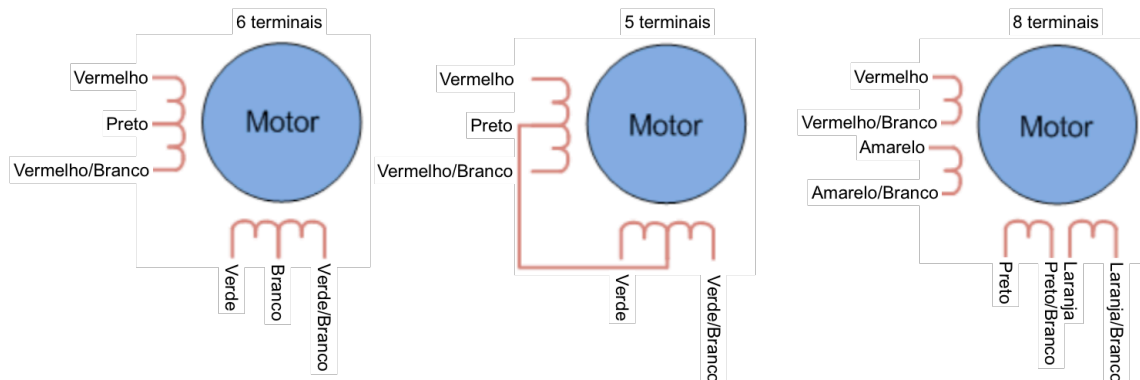 6 terminais
Vermelho
Preto
Vermelho/Branco
Motor
Verde
Branco
Verde/Branco
5 terminais
Vermelho
Preto
Vermelho/Branco
Motor
Verde
Verde/Branco
8 terminais
Vermelho
Vermelho/Branco
Amarelo
Amarelo/Branco
Motor
Preto
Preto/Branco
Laranja
Laranja/Branco